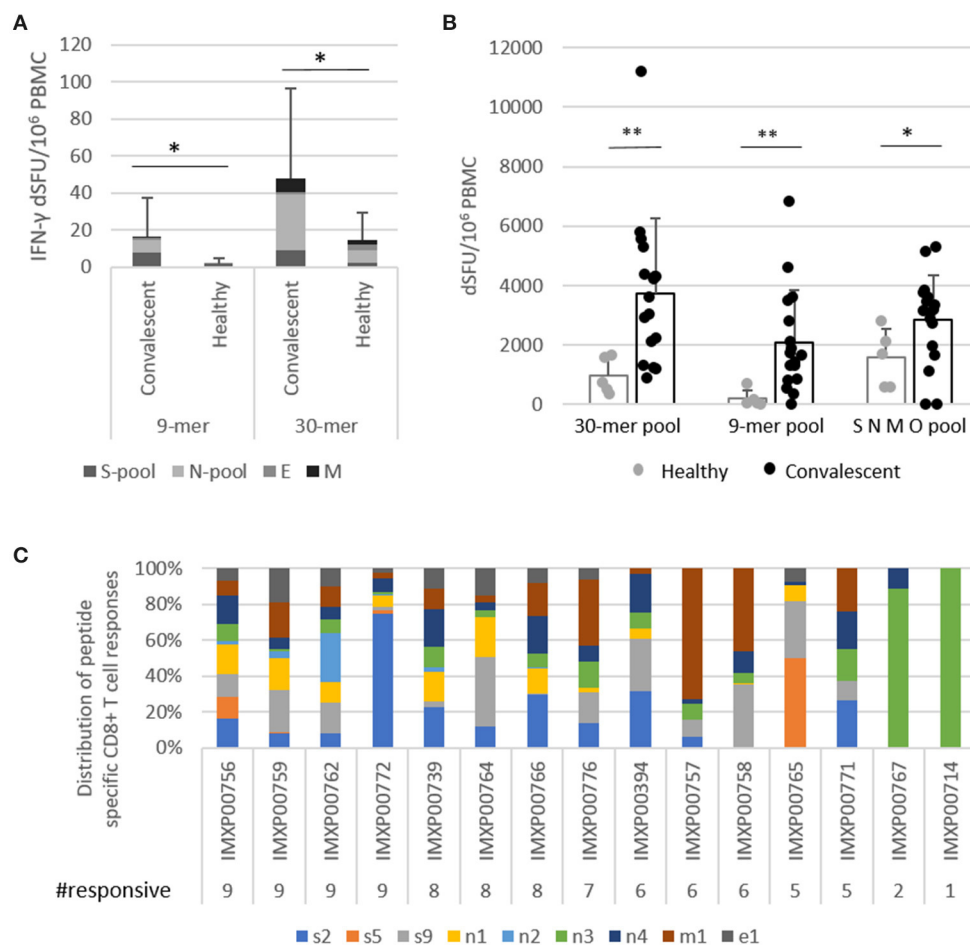 A
IFN-γ dSFU/10⁶ PBMC
120
100
80
60
40
20
0
*
*
Convalescent
Healthy
Convalescent
Healthy
9-mer
30-mer
S-pool
N-pool
E
M
B
dSFU/10⁶ PBMC
12000
10000
8000
6000
4000
2000
0
**
**
*
30-mer pool
9-mer pool
S N M O pool
Healthy
Convalescent
C
Distribution of peptide
specific CD8+ T cell responses
100%
80%
60%
40%
20%
0%
IMXP00756
IMXP00759
IMXP00762
IMXP00772
IMXP00739
IMXP00764
IMXP00766
IMXP00776
IMXP00394
IMXP00757
IMXP00758
IMXP00765
IMXP00771
IMXP00767
IMXP00714
#responsive 9 9 9 9 8 8 8 7 6 6 6 5 5 2 1
s2 s5 s9 n1 n2 n3 n4 m1 e1